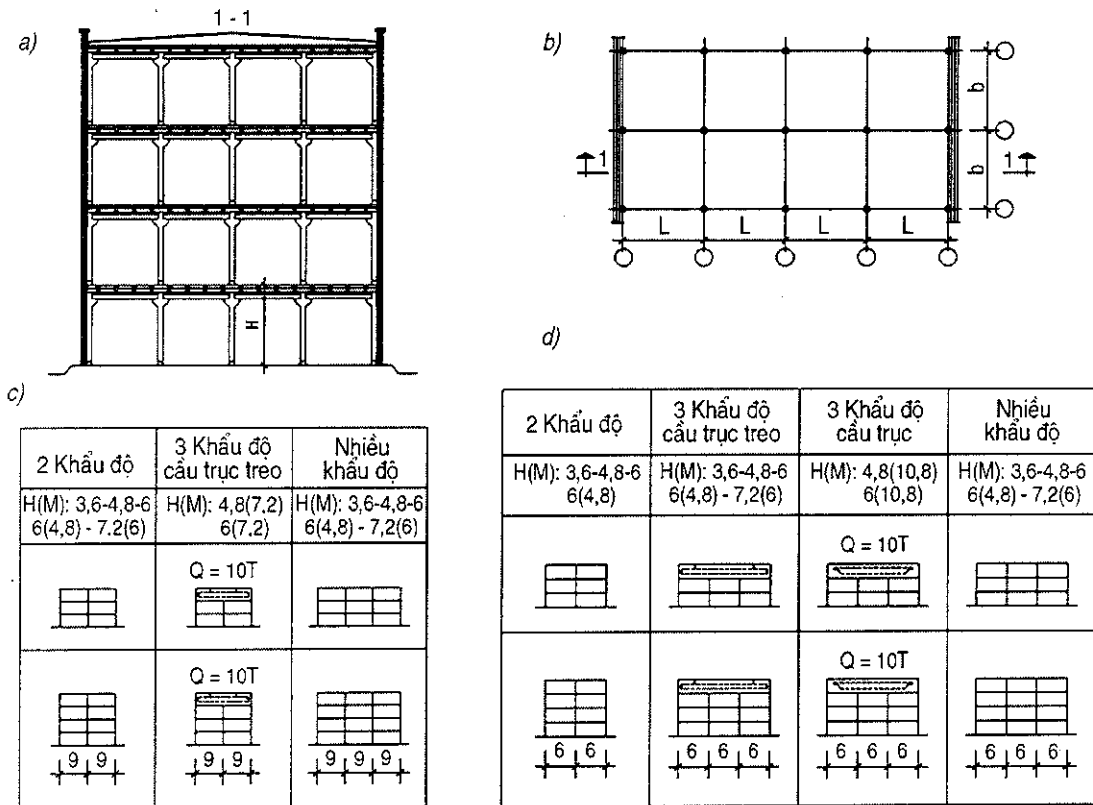 a)
1 - 1
H
b)
b
b
1
1
L L L L
c)
2 Khẩu độ
3 Khẩu độ
cầu trục treo
Nhiều
khẩu độ
H(M): 3,6-4,8-6
6(4,8) - 7.2(6)
H(M): 4,8(7,2)
6(7,2)
H(M): 3,6-4,8-6
6(4,8) - 7,2(6)
Q = 10T
Q = 10T
9 9
9 9
9 9 9
d)
2 Khẩu độ
3 Khẩu độ
cầu trục treo
3 Khẩu độ
cầu trục
Nhiều
khẩu độ
H(M): 3,6-4,8-6
6(4,8)
H(M): 3,6-4,8-6
6(4,8) - 7,2(6)
H(M): 4,8(10,8)
6(10,8)
H(M): 3,6-4,8-6
6(4,8) - 7,2(6)
Q = 10T
Q = 10T
6 6
6 6 6
6 6 6
6 6 6